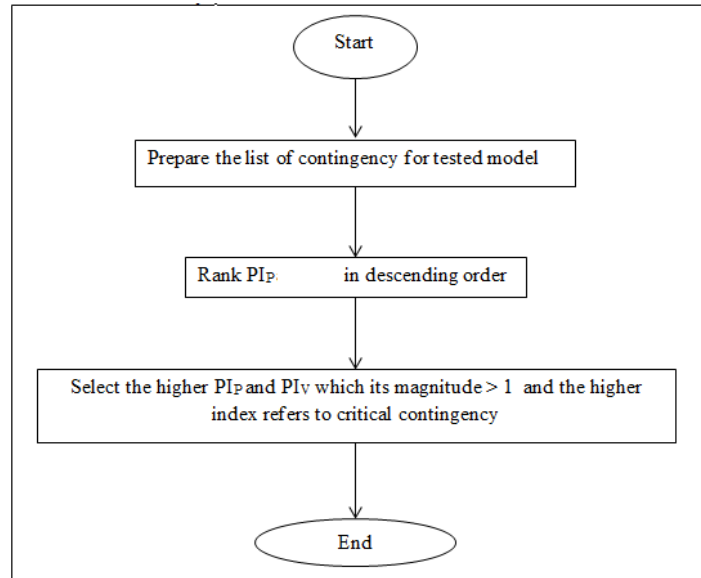 Start
Prepare the list of contingency for tested model
Rank PIP. in descending order
Select the higher PIP and PIV which its magnitude > 1 and the higher
index refers to critical contingency
End